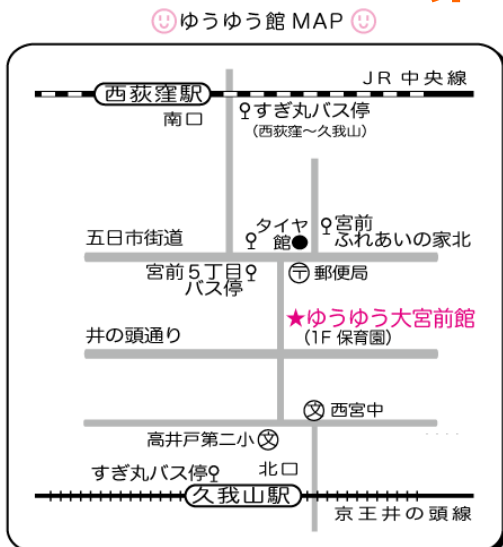 ゆうゆう館 MAP
JR 中央線
西荻窪駅
南口
すぎ丸バス停
(西荻窪〜久我山)
タイヤ
館
宮前
ふれあいの家北
五日市街道
宮前5丁目
バス停
〒 郵便局
★ゆうゆう大宮前館
(1F 保育園)
井の頭通り
文 西宮中
高井戸第二小 文
すぎ丸バス停
北口
久我山駅
京王井の頭線